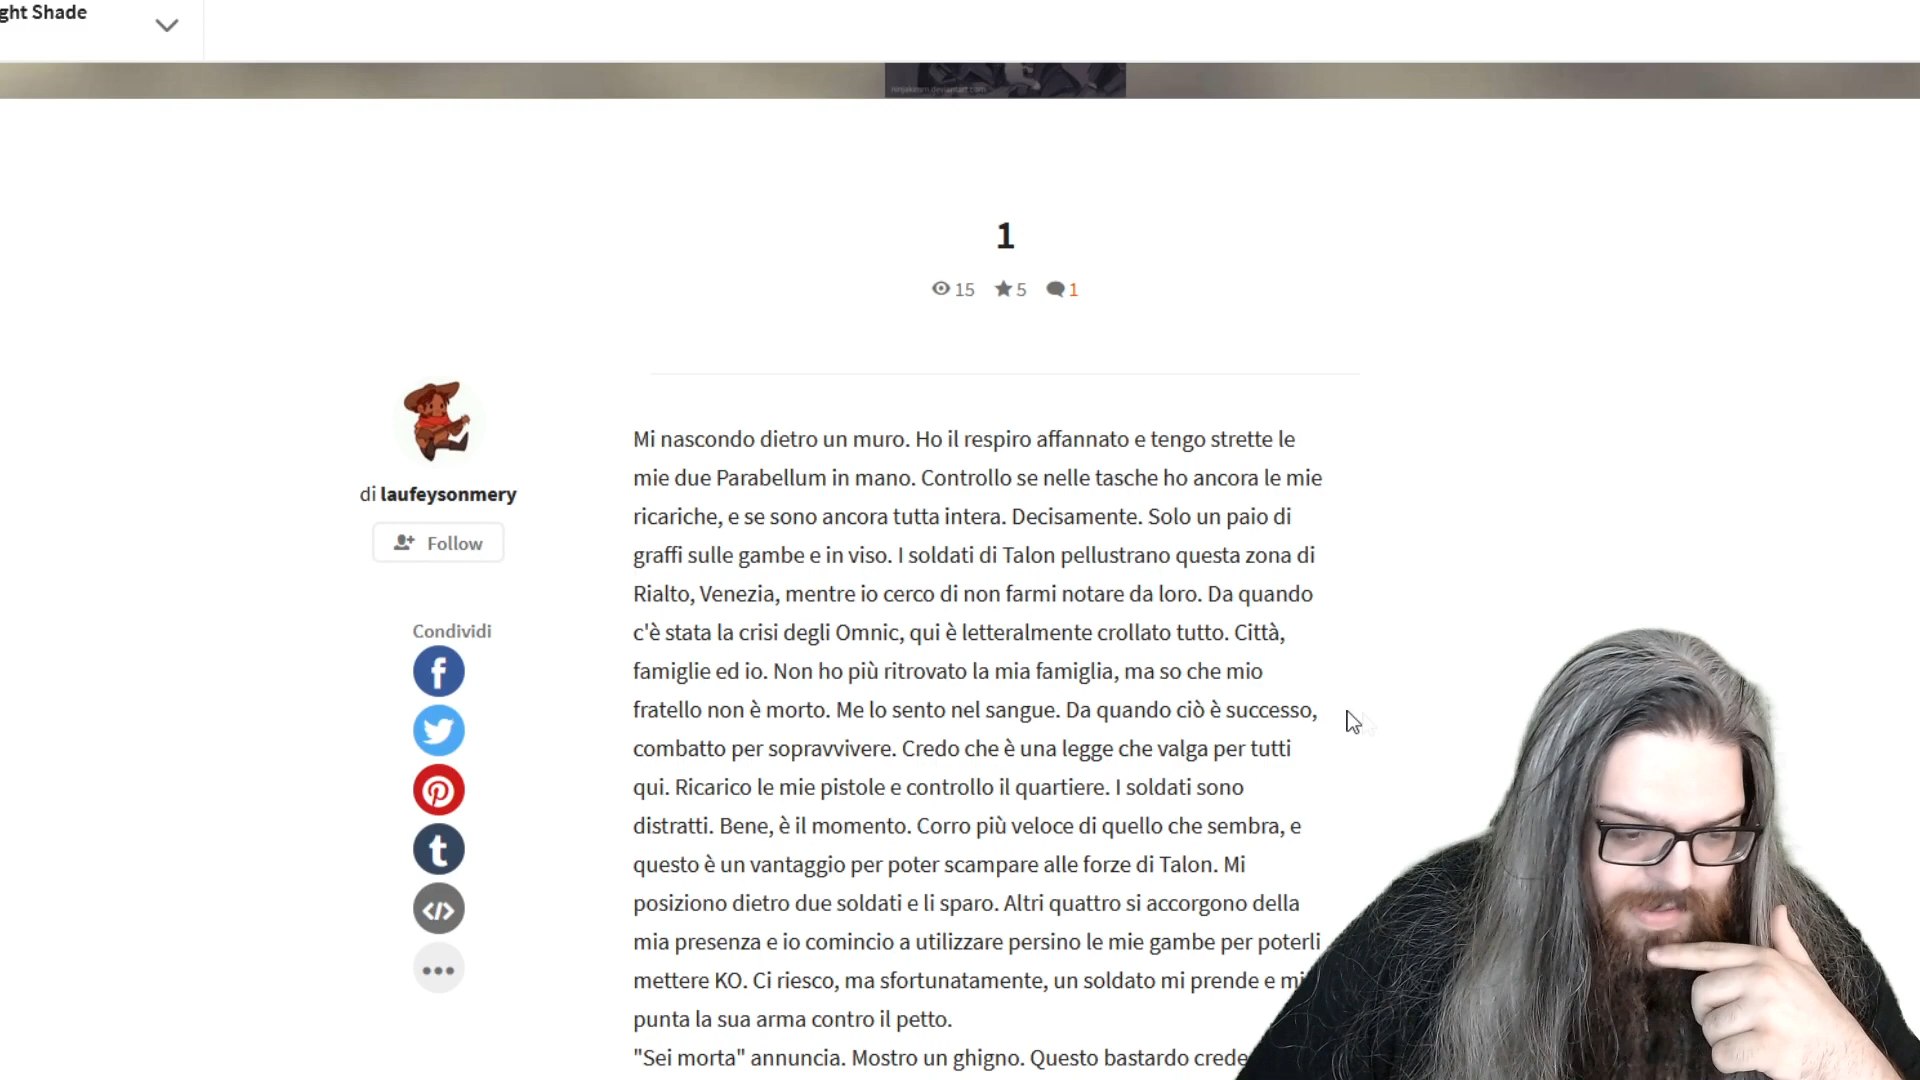 ght Shade
ninjakimm.deviantart.com
1
15 5 1
di laufeysonmery
Follow
Condividi
Mi nascondo dietro un muro. Ho il respiro affannato e tengo strette le
mie due Parabellum in mano. Controllo se nelle tasche ho ancora le mie
ricariche, e se sono ancora tutta intera. Decisamente. Solo un paio di
graffi sulle gambe e in viso. I soldati di Talon pellustrano questa zona di
Rialto, Venezia, mentre io cerco di non farmi notare da loro. Da quando
c'è stata la crisi degli Omnic, qui è letteralmente crollato tutto. Città,
famiglie ed io. Non ho più ritrovato la mia famiglia, ma so che mio
fratello non è morto. Me lo sento nel sangue. Da quando ciò è successo,
combatto per sopravvivere. Credo che è una legge che valga per tutti
qui. Ricarico le mie pistole e controllo il quartiere. I soldati sono
distratti. Bene, è il momento. Corro più veloce di quello che sembra, e
questo è un vantaggio per poter scampare alle forze di Talon. Mi
posiziono dietro due soldati e li sparo. Altri quattro si accorgono della
mia presenza e io comincio a utilizzare persino le mie gambe per poterli
mettere KO. Ci riesco, ma sfortunatamente, un soldato mi prende e mi
punta la sua arma contro il petto.
"Sei morta" annuncia. Mostro un ghigno. Questo bastardo crede